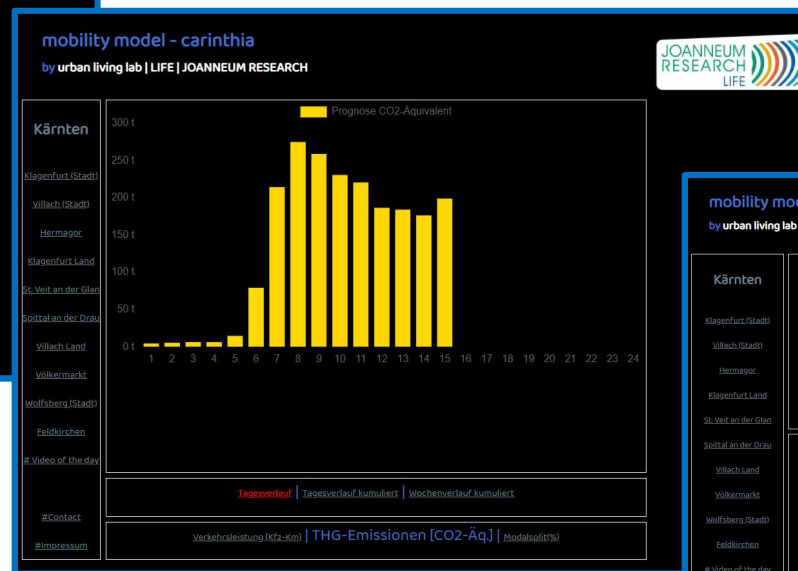 mobility model - carinthia
by urban living lab | LIFE | JOANNEUM RESEARCH
JOANNEUM
RESEARCH
LIFE
Kärnten
Klagenfurt (Stadt)
Villach (Stadt)
Hermagor
Klagenfurt Land
St. Veit an der Glan
Spittal an der Drau
Villach Land
Völkermarkt
Wolfsberg (Stadt)
Feldkirchen
# Video of the day
#Contact
#Impressum
Prognose CO2-Äquivalent
300 t
250 t
200 t
150 t
100 t
50 t
0 t
1 2 3 4 5 6 7 8 9 10 11 12 13 14 15 16 17 18 19 20 21 22 23 24
Tagesverlauf | Tagesverlauf kumuliert | Wochenverlauf kumuliert
Verkehrsleistung (Kfz-Km) | THG-Emissionen [CO2-Äq.] | Modalsplit(%)
mobility mod
by urban living lab
Kärnten
Klagenfurt (Stadt)
Villach (Stadt)
Hermagor
Klagenfurt Land
St. Veit an der Glan
Spittal an der Drau
Villach Land
Völkermarkt
Wolfsberg (Stadt)
Feldkirchen
# Video of the day